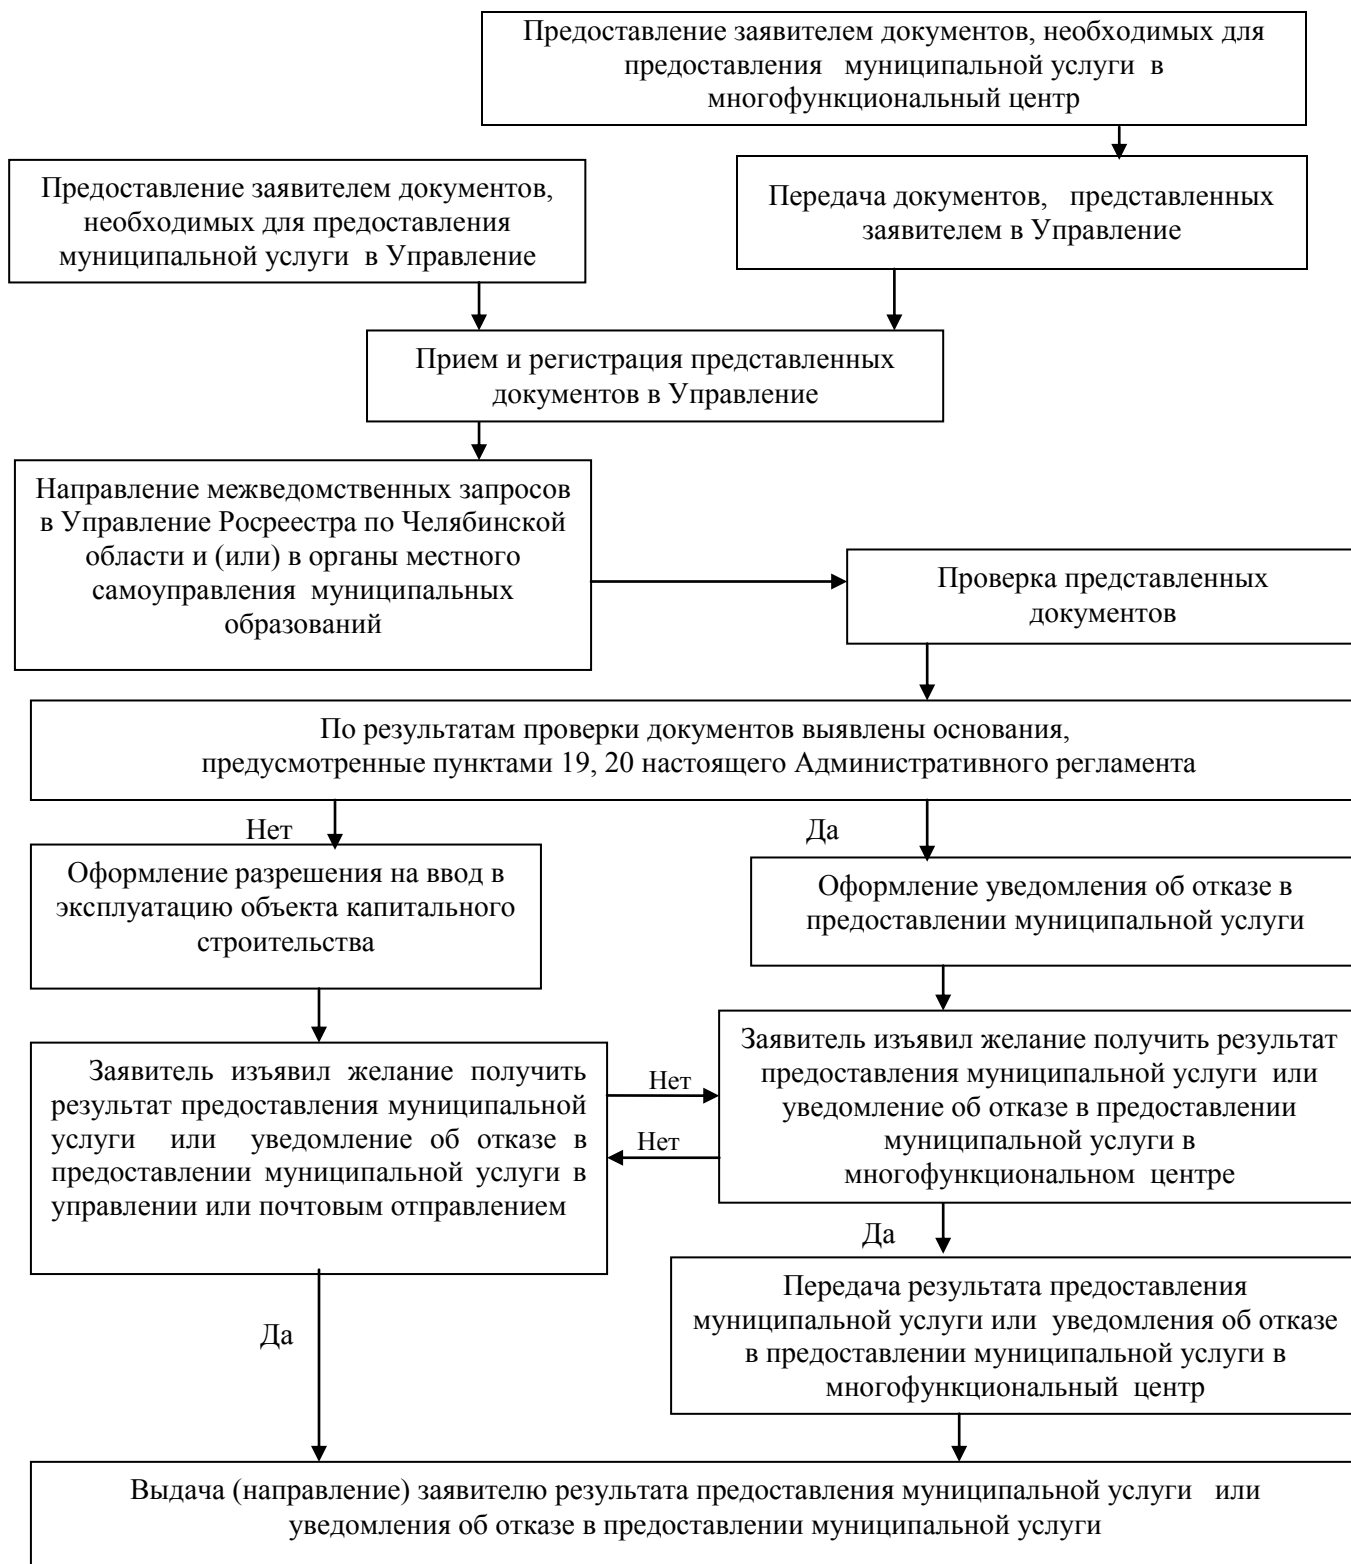 Предоставление заявителем документов, необходимых для
предоставления муниципальной услуги в
многофункциональный центр
Предоставление заявителем документов,
необходимых для предоставления
муниципальной услуги в Управление
Передача документов, представленных
заявителем в Управление
Прием и регистрация представленных
документов в Управление
Направление межведомственных запросов
в Управление Росреестра по Челябинской
области и (или) в органы местного
самоуправления муниципальных
образований
Проверка представленных
документов
По результатам проверки документов выявлены основания,
предусмотренные пунктами 19, 20 настоящего Административного регламента
Нет
Да
Оформление разрешения на ввод в
эксплуатацию объекта капитального
строительства
Оформление уведомления об отказе в
предоставлении муниципальной услуги
Заявитель изъявил желание получить
результат предоставления муниципальной
услуги или уведомление об отказе в
предоставлении муниципальной услуги в
управлении или почтовым отправлением
Нет
Нет
Заявитель изъявил желание получить результат
предоставления муниципальной услуги или
уведомление об отказе в предоставлении
муниципальной услуги в
многофункциональном центре
Да
Да
Передача результата предоставления
муниципальной услуги или уведомления об отказе
в предоставлении муниципальной услуги в
многофункциональный центр
Выдача (направление) заявителю результата предоставления муниципальной услуги или
уведомления об отказе в предоставлении муниципальной услуги